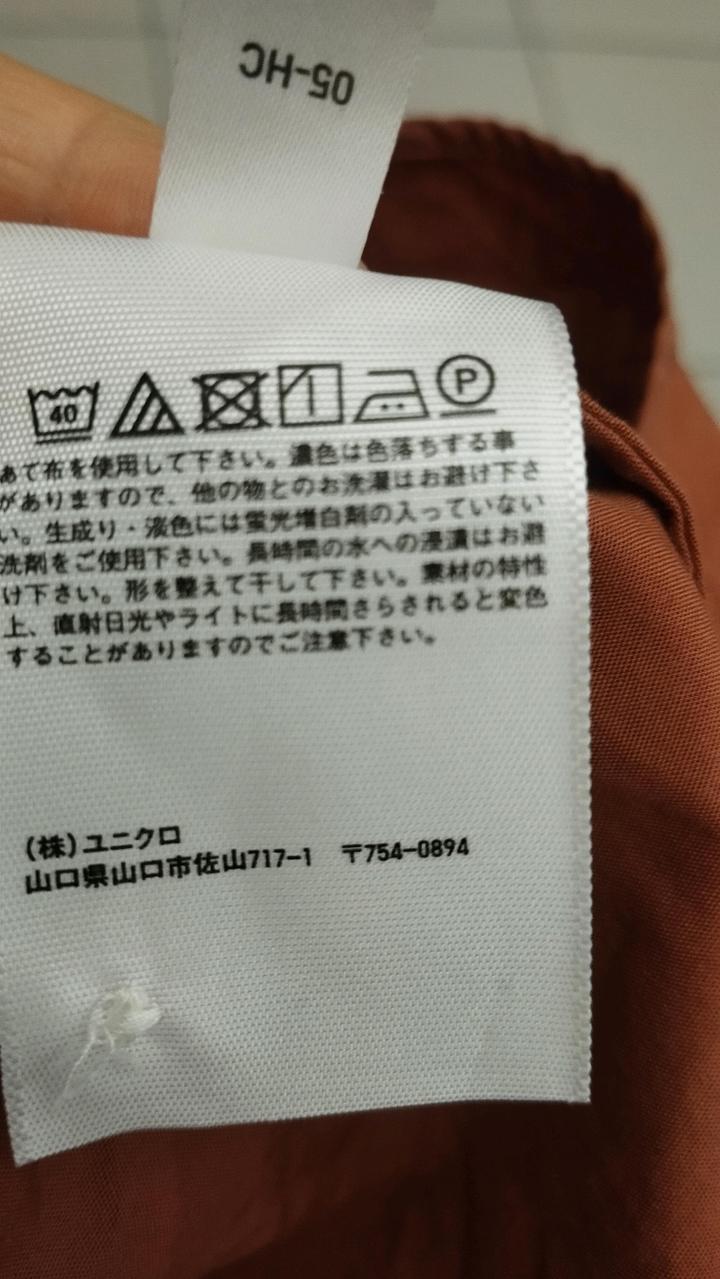 05-HC
40
P
あて布を使用して下さい。濃色は色落ちする事
がありますので、他の物とのお洗濯はお避け下さ
い。生成り・淡色には蛍光増白剤の入っていない
洗剤をご使用下さい。長時間の水への浸漬はお避
け下さい。形を整えて干して下さい。素材の特性
上、直射日光やライトに長時間さらされると変色
することがありますのでご注意下さい。
(株)ユニクロ
山口県山口市佐山717-1 〒754-0894